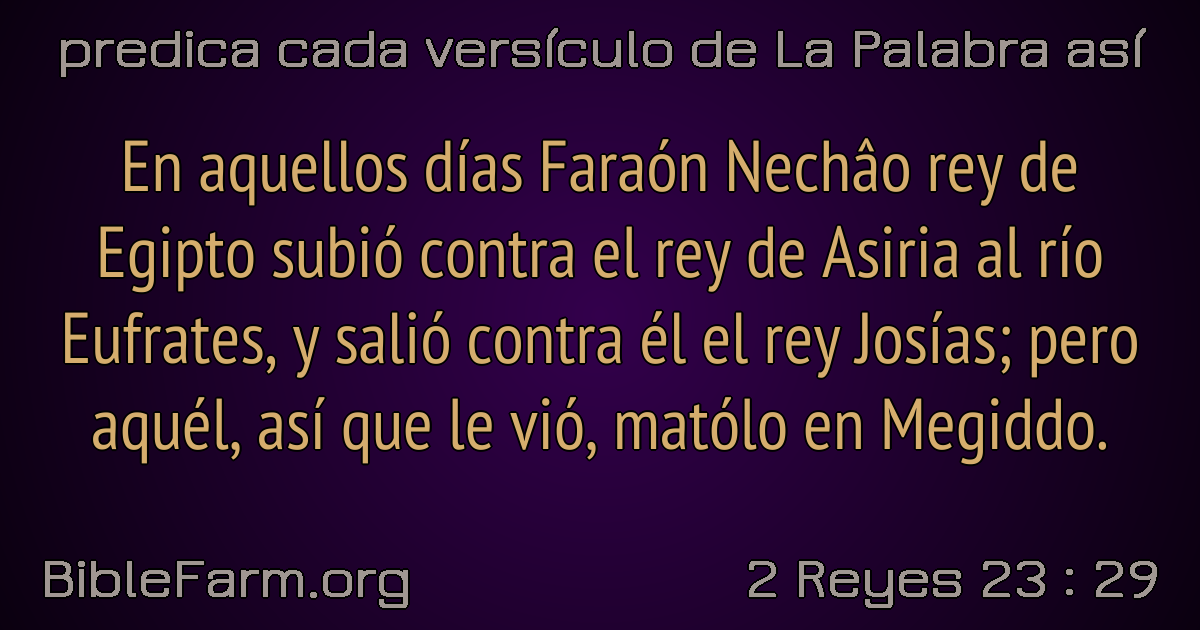 predica cada versículo de La Palabra así
En aquellos días Faraón Nechâo rey de
Egipto subió contra el rey de Asiria al río
Eufrates, y salió contra él el rey Josías; pero
aquél, así que le vió, matólo en Megiddo.
BibleFarm.org
2 Reyes 23 : 29